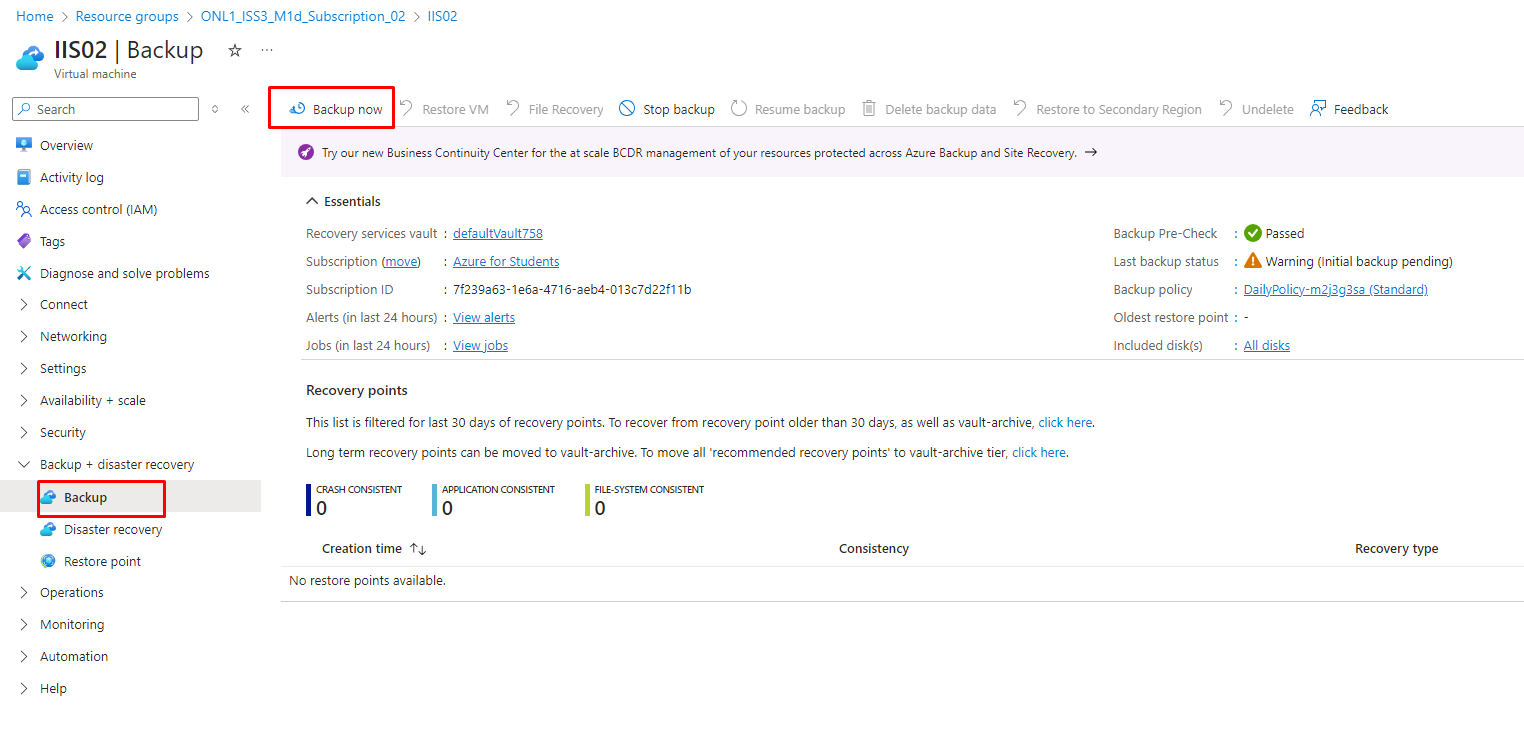 Home > Resource groups > ONL1_ISS3_M1d_Subscription_02 > IIS02
IIS02 | Backup
Virtual machine
Search
Overview
Activity log
Access control (IAM)
Tags
Diagnose and solve problems
Connect
Networking
Settings
Availability + scale
Security
Backup + disaster recovery
Backup
Disaster recovery
Restore point
Operations
Monitoring
Automation
Help
Backup now Restore VM File Recovery Stop backup Resume backup Delete backup data Restore to Secondary Region Undelete Feedback
Try our new Business Continuity Center for the at scale BCDR management of your resources protected across Azure Backup and Site Recovery. →
Essentials
Recovery services vault : defaultVault758
Subscription (move) : Azure for Students
Subscription ID : 7f239a63-1e6a-4716-aeb4-013c7d22f11b
Alerts (in last 24 hours) : View alerts
Jobs (in last 24 hours) : View jobs
Backup Pre-Check : Passed
Last backup status : Warning (Initial backup pending)
Backup policy : DailyPolicy-m2j3g3sa (Standard)
Oldest restore point : -
Included disk(s) : All disks
Recovery points
This list is filtered for last 30 days of recovery points. To recover from recovery point older than 30 days, as well as vault-archive, click here.
Long term recovery points can be moved to vault-archive. To move all 'recommended recovery points' to vault-archive tier, click here.
CRASH CONSISTENT
0
APPLICATION CONSISTENT
0
FILE-SYSTEM CONSISTENT
0
Creation time ↑↓ Consistency Recovery type
No restore points available.